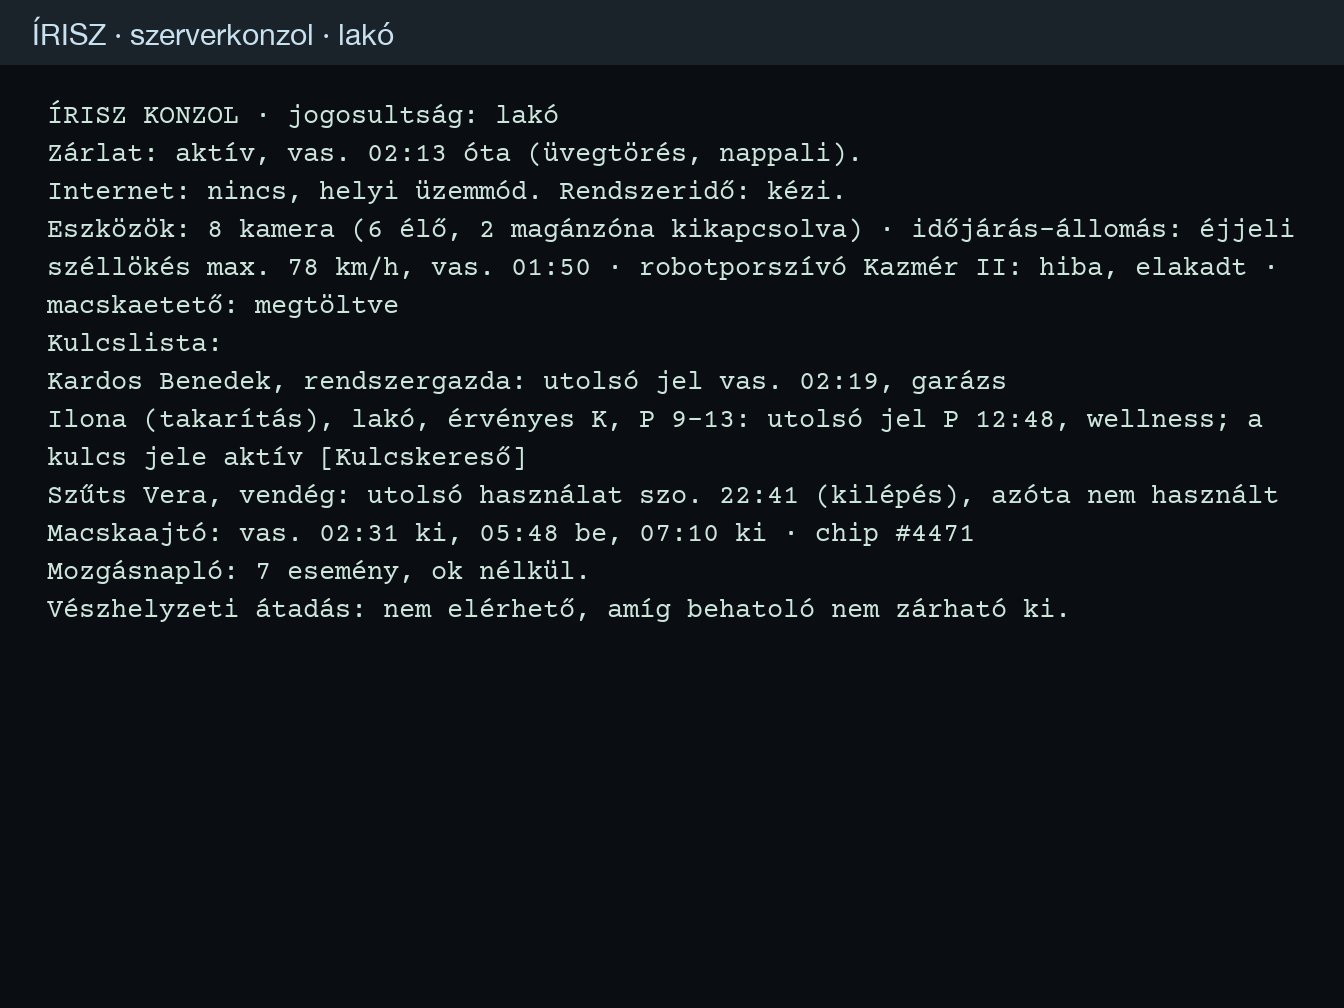 ÍRISZ · szerverkonzol · lakó
ÍRISZ KONZOL · jogosultság: lakó
Zárlat: aktív, vas. 02:13 óta (üvegtörés, nappali).
Internet: nincs, helyi üzemmód. Rendszeridő: kézi.
Eszközök: 8 kamera (6 élő, 2 magánzóna kikapcsolva) · időjárás-állomás: éjjeli
széllökés max. 78 km/h, vas. 01:50 · robotporszívó Kazmér II: hiba, elakadt ·
macskaetető: megtöltve
Kulcslista:
Kardos Benedek, rendszergazda: utolsó jel vas. 02:19, garázs
Ilona (takarítás), lakó, érvényes K, P 9-13: utolsó jel P 12:48, wellness; a
kulcs jele aktív [Kulcskereső]
Szűts Vera, vendég: utolsó használat szo. 22:41 (kilépés), azóta nem használt
Macskaajtó: vas. 02:31 ki, 05:48 be, 07:10 ki · chip #4471
Mozgásnapló: 7 esemény, ok nélkül.
Vészhelyzeti átadás: nem elérhető, amíg behatoló nem zárható ki.